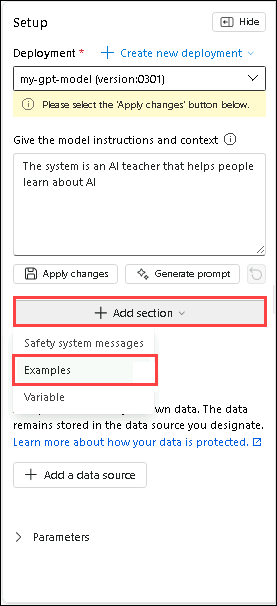 Setup
Hide
Deployment * + Create new deployment
my-gpt-model (version:0301)
Please select the 'Apply changes' button below.
Give the model instructions and context
The system is an AI teacher that helps people
learn about AI
Apply changes
Generate prompt
+ Add section
Safety system messages
Examples
Variable
wn data. The data
remains stored in the data source you designate.
Learn more about how your data is protected.
+ Add a data source
Parameters